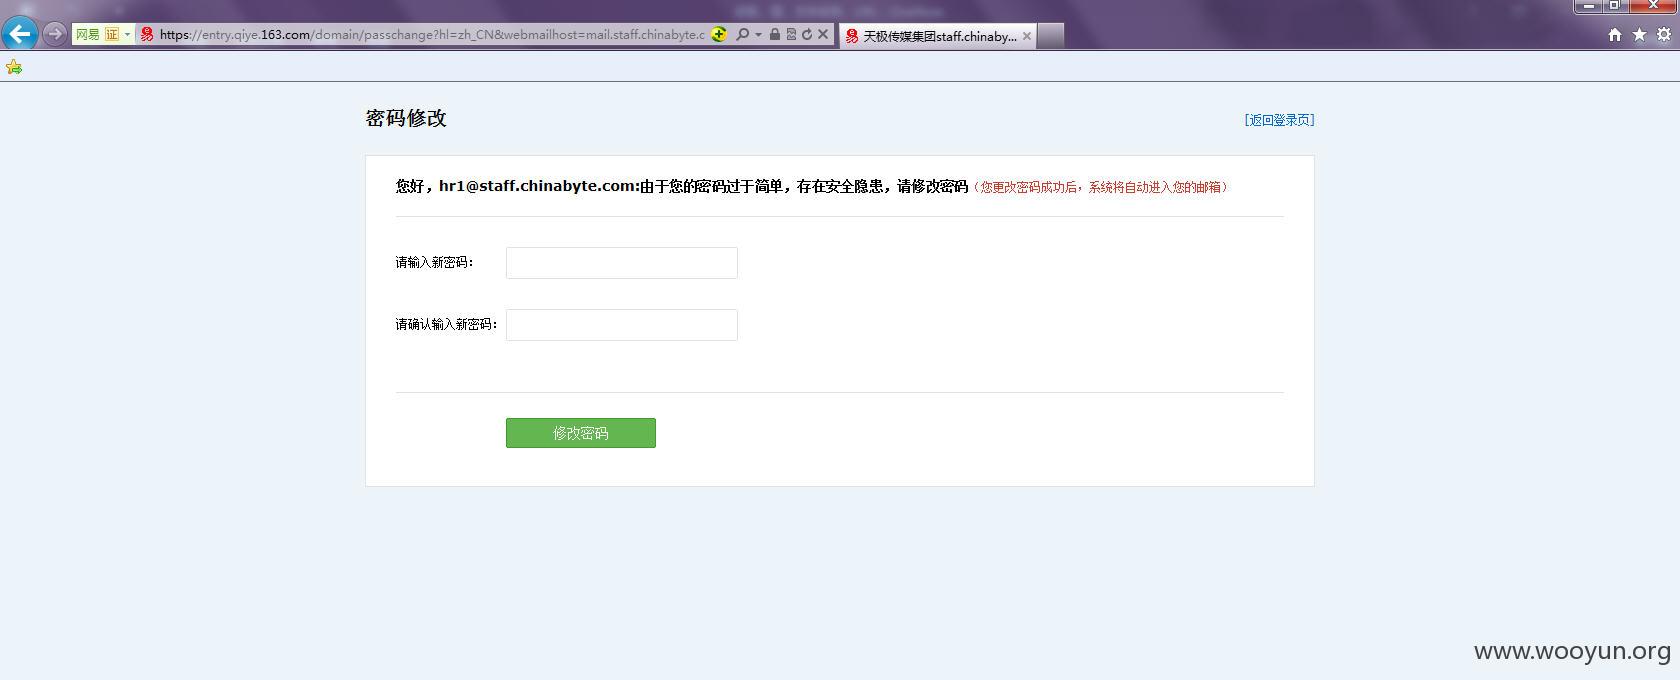 网易 证 https://entry.qiye.163.com/domain/passchange?hl=zh_CN&webmailhost=mail.staff.chinabyte.c
天极传媒集团staff.chinaby...
密码修改
[返回登录页]
您好，hr1@staff.chinabyte.com:由于您的密码过于简单，存在安全隐患，请修改密码（您更改密码成功后，系统将自动进入您的邮箱）
请输入新密码：
请确认输入新密码：
修改密码
www.wooyun.org